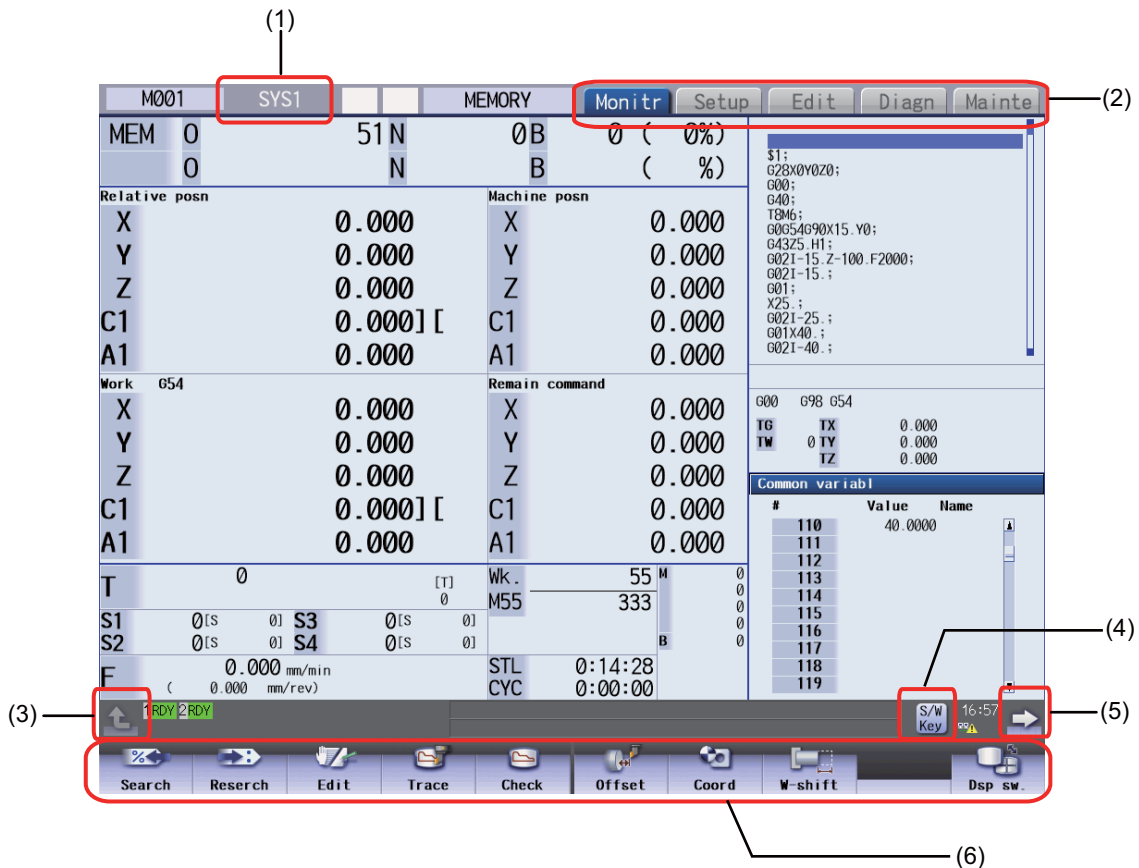 (1)
M001 SYS1 MEMORY Monitr Setup Edit Diagn Mainte (2)
MEM O 51 N 0 B 0 ( 0%)
O N B ( %)
Relative posn
X 0.000
Y 0.000
Z 0.000
C1 0.000][
A1 0.000
Machine posn
X 0.000
Y 0.000
Z 0.000
C1 0.000
A1 0.000
Work G54
X 0.000
Y 0.000
Z 0.000
C1 0.000][
A1 0.000
Remain command
X 0.000
Y 0.000
Z 0.000
C1 0.000
A1 0.000
$1;
G28X0Y0Z0;
G00;
G40;
T8M6;
G0G54G90X15.Y0;
G43Z5.H1;
G02I-15.Z-100.F2000;
G02I-15.;
G01;
X25.;
G02I-25.;
G01X40.;
G02I-40.;
G00 G98 G54
TG TX 0.000
TW 0 TY 0.000
TZ 0.000
Common variabl
# Value Name
110 40.0000
111
112
113
114
115
116
117
118
119
T 0 [T]
0
S1 0[S 0] S3 0[S 0]
S2 0[S 0] S4 0[S 0]
F 0.000 mm/min
( 0.000 mm/rev)
Wk. 55
M55 333
STL 0:14:28
CYC 0:00:00
M 0
0
0
0
B 0
(4)
(3) 1 RDY 2 RDY S/W Key 16:57 (5)
Search Reserch Edit Trace Check Offset Coord W-shift Dsp sw.
(6)